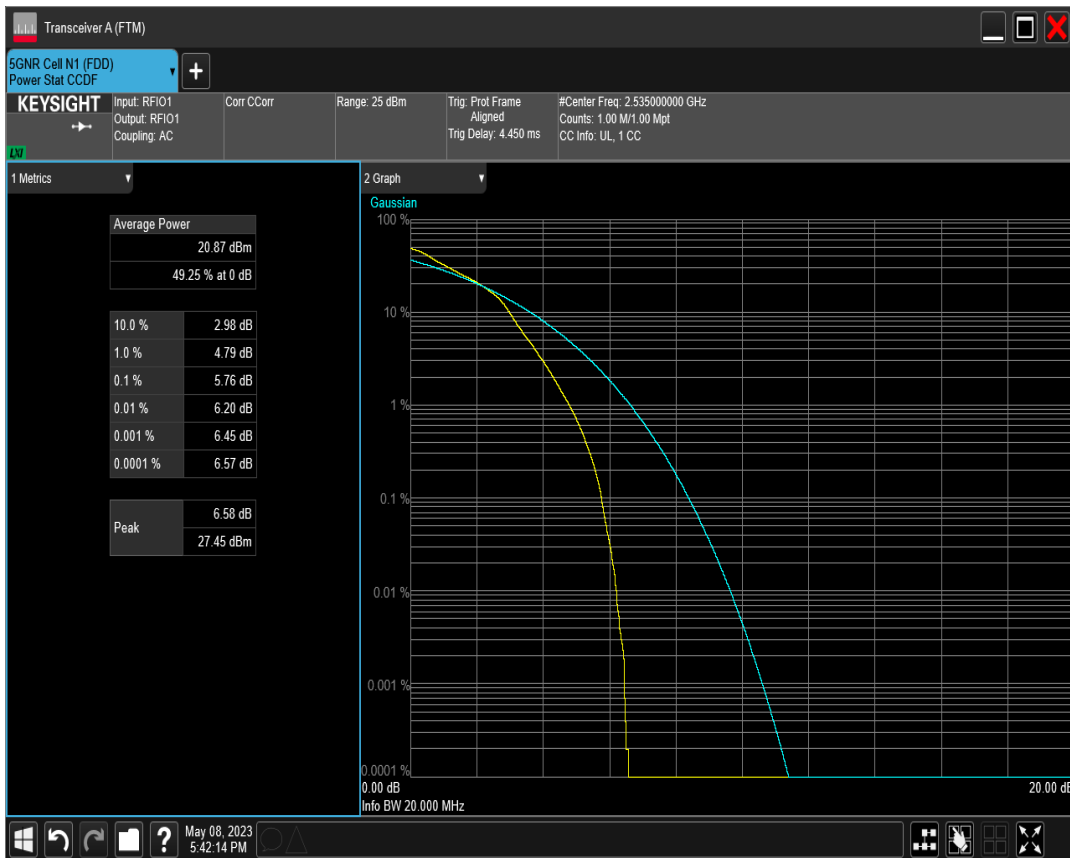 Transceiver A (FTM)
5GNR Cell N1 (FDD)
Power Stat CCDF
+
KEYSIGHT
LXI
Input: RFIO1
Output: RFIO1
Coupling: AC
Corr CCorr
Range: 25 dBm
Trig: Prot Frame
Aligned
Trig Delay: 4.450 ms
#Center Freq: 2.535000000 GHz
Counts: 1.00 M/1.00 Mpt
CC Info: UL, 1 CC
1 Metrics
Average Power
20.87 dBm
49.25 % at 0 dB
10.0 % 2.98 dB
1.0 % 4.79 dB
0.1 % 5.76 dB
0.01 % 6.20 dB
0.001 % 6.45 dB
0.0001 % 6.57 dB
Peak
6.58 dB
27.45 dBm
2 Graph
Gaussian
100 %
10 %
1 %
0.1 %
0.01 %
0.001 %
0.0001 %
0.00 dB
20.00 dB
Info BW 20.000 MHz
?
May 08, 2023
5:42:14 PM